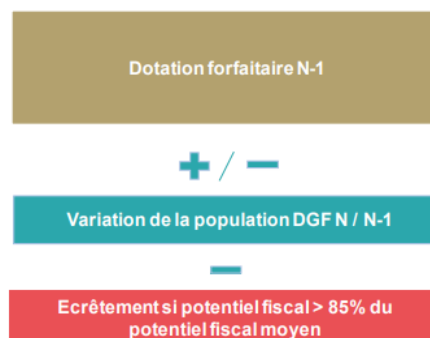 Dotation forfaitaire N-1
+ / −
Variation de la population DGF N / N-1
−
Ecrêtement si potentiel fiscal > 85% du
potentiel fiscal moyen